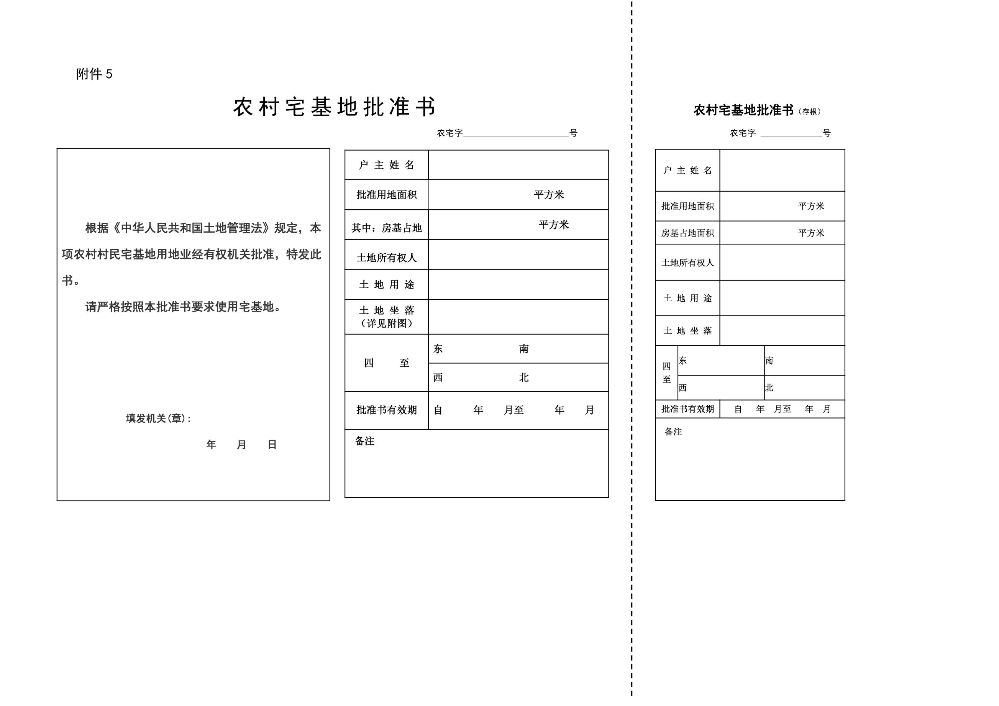 附件 5
农村宅基地批准书
农宅字 号
根据《中华人民共和国土地管理法》规定，本
项农村村民宅基地用地业经有权机关批准，特发此
书。
请严格按照本批准书要求使用宅基地。
填发机关(章)：
年 月 日
户 主 姓 名
批准用地面积 平方米
其中：房基占地 平方米
土地所有权人
土 地 用 途
土 地 坐 落
（详见附图）
四 至
东 南
西 北
批准书有效期 自 年 月至 年 月
备注
农村宅基地批准书（存根）
农宅字 号
户 主 姓 名
批准用地面积 平方米
房基占地面积 平方米
土地所有权人
土 地 用 途
土 地 坐 落
四
至
东 南
西 北
批准书有效期 自 年 月至 年 月
备注